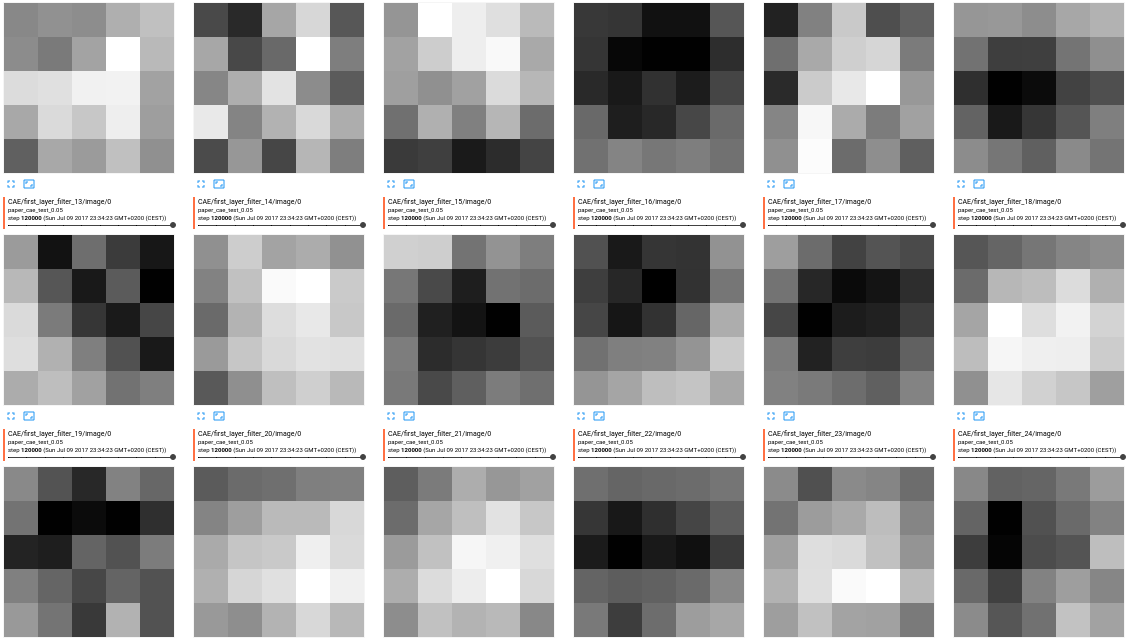 CAE/first_layer_filter_13/image/0
paper_cae_test_0.05
step 120000 (Sun Jul 09 2017 23:34:23 GMT+0200 (CEST))
CAE/first_layer_filter_14/image/0
paper_cae_test_0.05
step 120000 (Sun Jul 09 2017 23:34:23 GMT+0200 (CEST))
CAE/first_layer_filter_15/image/0
paper_cae_test_0.05
step 120000 (Sun Jul 09 2017 23:34:23 GMT+0200 (CEST))
CAE/first_layer_filter_16/image/0
paper_cae_test_0.05
step 120000 (Sun Jul 09 2017 23:34:23 GMT+0200 (CEST))
CAE/first_layer_filter_17/image/0
paper_cae_test_0.05
step 120000 (Sun Jul 09 2017 23:34:23 GMT+0200 (CEST))
CAE/first_layer_filter_18/image/0
paper_cae_test_0.05
step 120000 (Sun Jul 09 2017 23:34:23 GMT+0200 (CEST))
CAE/first_layer_filter_19/image/0
paper_cae_test_0.05
step 120000 (Sun Jul 09 2017 23:34:23 GMT+0200 (CEST))
CAE/first_layer_filter_20/image/0
paper_cae_test_0.05
step 120000 (Sun Jul 09 2017 23:34:23 GMT+0200 (CEST))
CAE/first_layer_filter_21/image/0
paper_cae_test_0.05
step 120000 (Sun Jul 09 2017 23:34:23 GMT+0200 (CEST))
CAE/first_layer_filter_22/image/0
paper_cae_test_0.05
step 120000 (Sun Jul 09 2017 23:34:23 GMT+0200 (CEST))
CAE/first_layer_filter_23/image/0
paper_cae_test_0.05
step 120000 (Sun Jul 09 2017 23:34:23 GMT+0200 (CEST))
CAE/first_layer_filter_24/image/0
paper_cae_test_0.05
step 120000 (Sun Jul 09 2017 23:34:23 GMT+0200 (CEST))